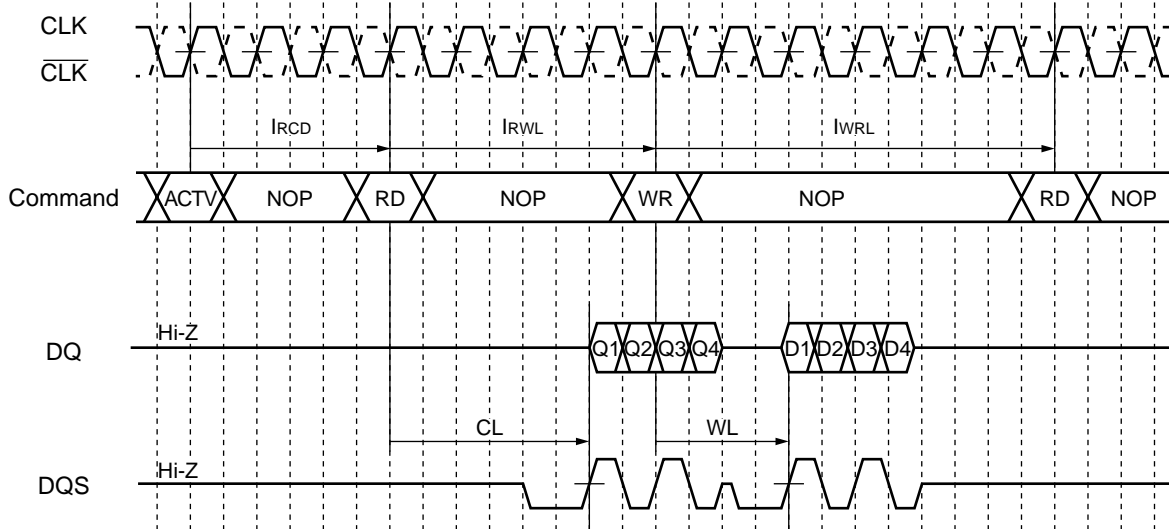 CLK
C̅L̅K̅
IRCD IRWL IWRL
Command ACTV NOP RD NOP WR NOP RD NOP
Hi-Z
DQ Q1 Q2 Q3 Q4 D1 D2 D3 D4
CL WL
Hi-Z
DQS